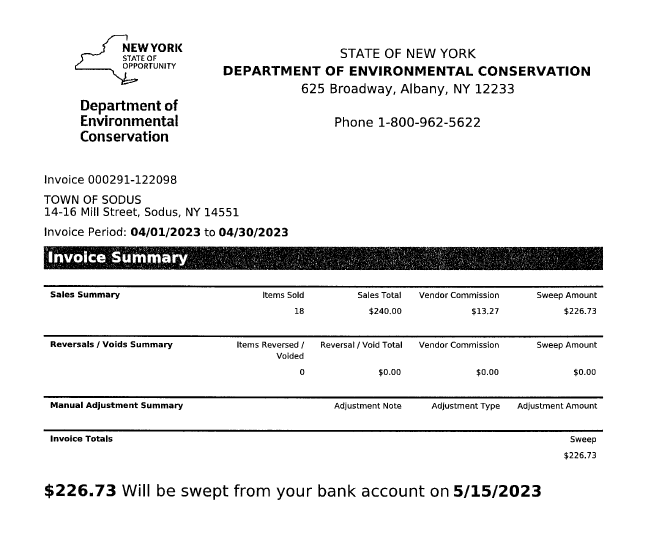 NEW YORK
STATE OF
OPPORTUNITY
Department of
Environmental
Conservation
STATE OF NEW YORK
DEPARTMENT OF ENVIRONMENTAL CONSERVATION
625 Broadway, Albany, NY 12233
Phone 1-800-962-5622
Invoice 000291-122098
TOWN OF SODUS
14-16 Mill Street, Sodus, NY 14551
Invoice Period: 04/01/2023 to 04/30/2023
Invoice Summary
Sales Summary Items Sold Sales Total Vendor Commission Sweep Amount
18 $240.00 $13.27 $226.73
Reversals / Voids Summary Items Reversed / Reversal / Void Total Vendor Commission Sweep Amount
Voided
0 $0.00 $0.00 $0.00
Manual Adjustment Summary Adjustment Note Adjustment Type Adjustment Amount
Invoice Totals Sweep
$226.73
$226.73 Will be swept from your bank account on 5/15/2023